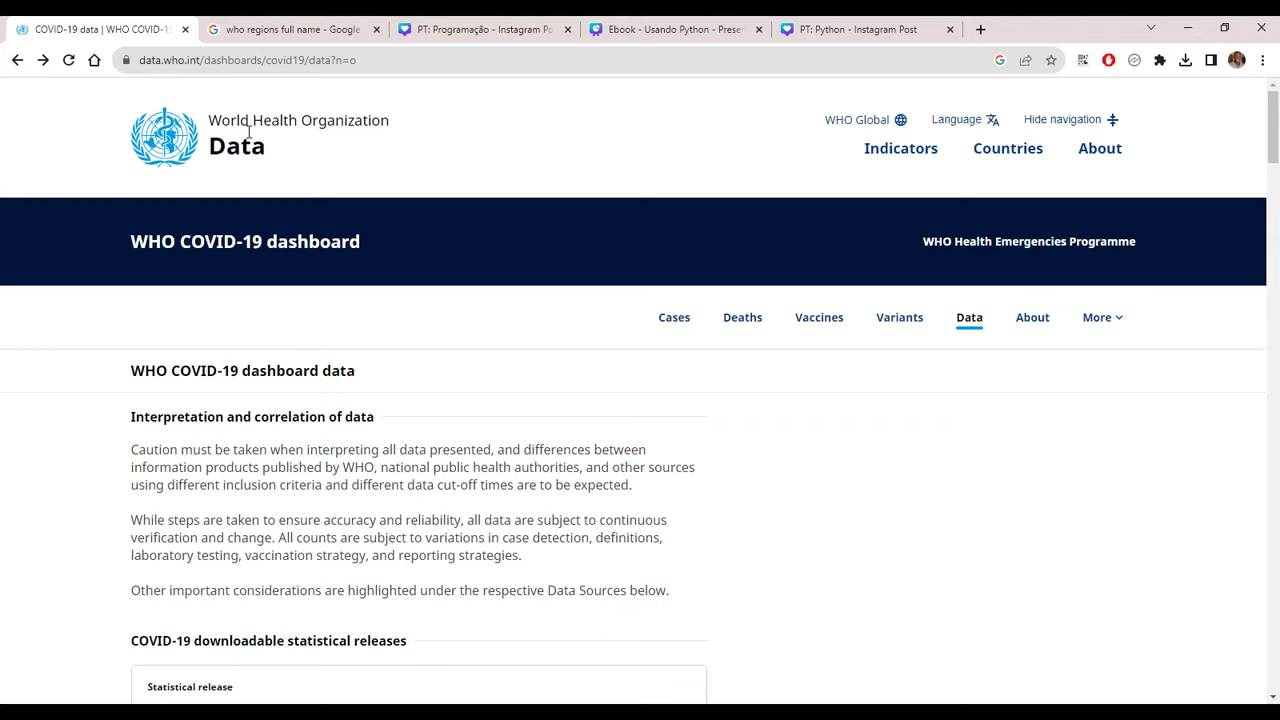 COVID-19 data | WHO COVID-19
who regions full name - Google
PT: Programação - Instagram Po
Ebook - Usando Python - Preser
PT: Python - Instagram Post
data.who.int/dashboards/covid19/data?n=o
World Health Organization
Data
WHO Global
Language
Hide navigation
Indicators
Countries
About
WHO COVID-19 dashboard
WHO Health Emergencies Programme
Cases
Deaths
Vaccines
Variants
Data
About
More
WHO COVID-19 dashboard data
Interpretation and correlation of data
Caution must be taken when interpreting all data presented, and differences between
information products published by WHO, national public health authorities, and other sources
using different inclusion criteria and different data cut-off times are to be expected.
While steps are taken to ensure accuracy and reliability, all data are subject to continuous
verification and change. All counts are subject to variations in case detection, definitions,
laboratory testing, vaccination strategy, and reporting strategies.
Other important considerations are highlighted under the respective Data Sources below.
COVID-19 downloadable statistical releases
Statistical release